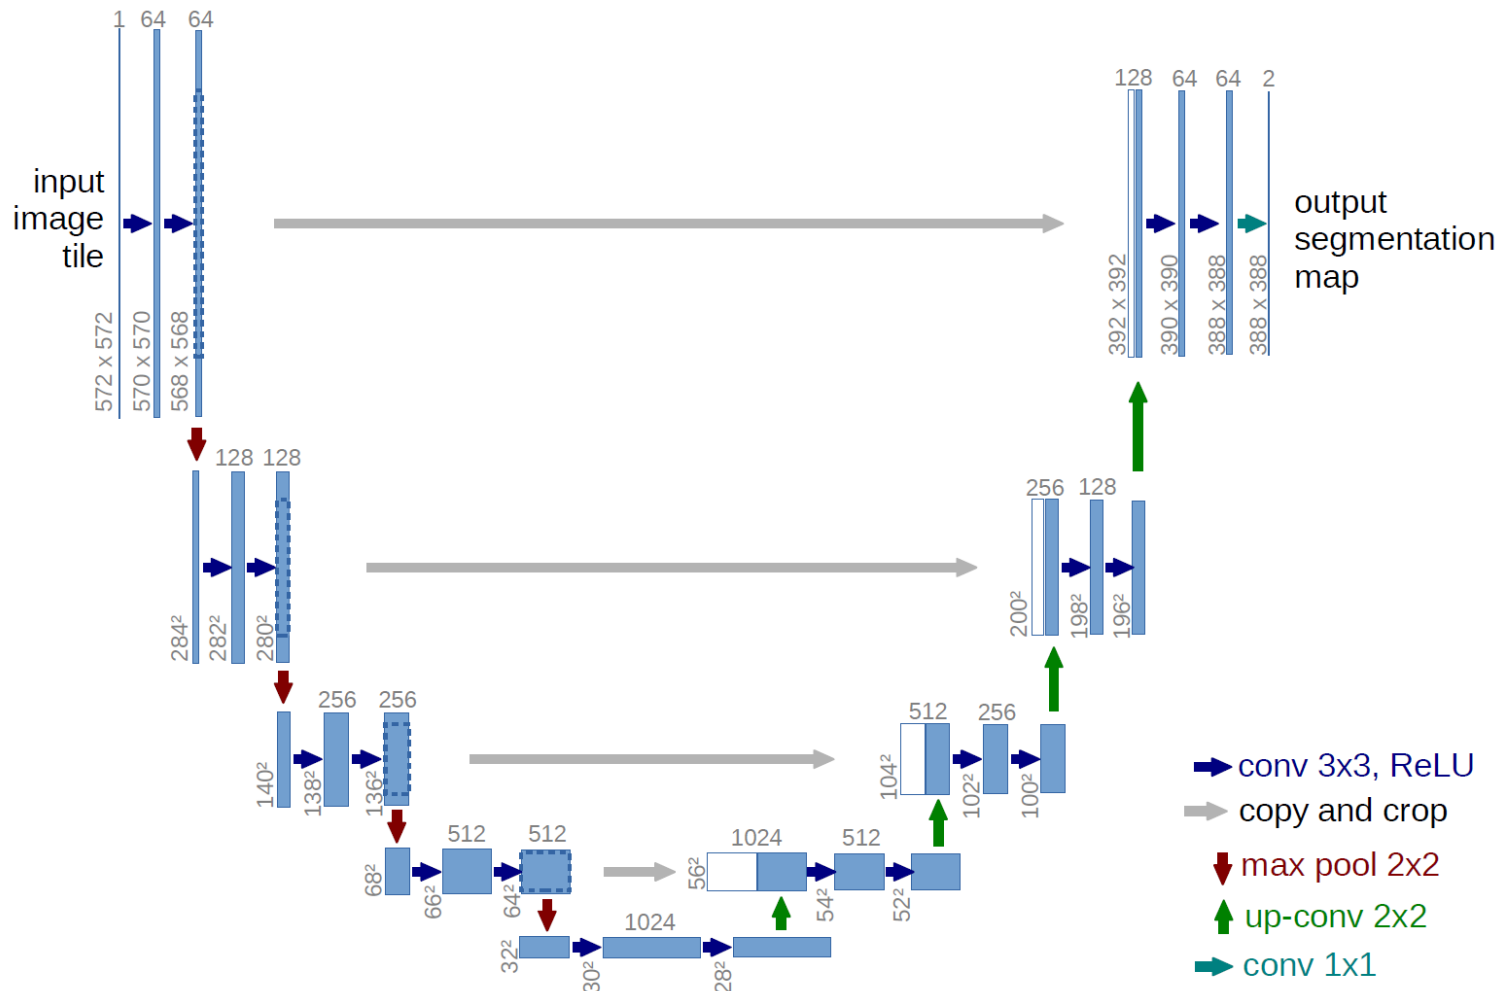 1 64 64
128 64 64 2
input
image
tile
output
segmentation
map
572 x 572
570 x 570
568 x 568
392 x 392
390 x 390
388 x 388
388 x 388
128 128
256 128
284²
282²
280²
200²
198²
196²
256 256
512 256
140²
138²
136²
104²
102²
100²
512 512
1024 512
68²
66²
64²
56²
54²
52²
1024
32²
30²
28²
conv 3x3, ReLU
copy and crop
max pool 2x2
up-conv 2x2
conv 1x1